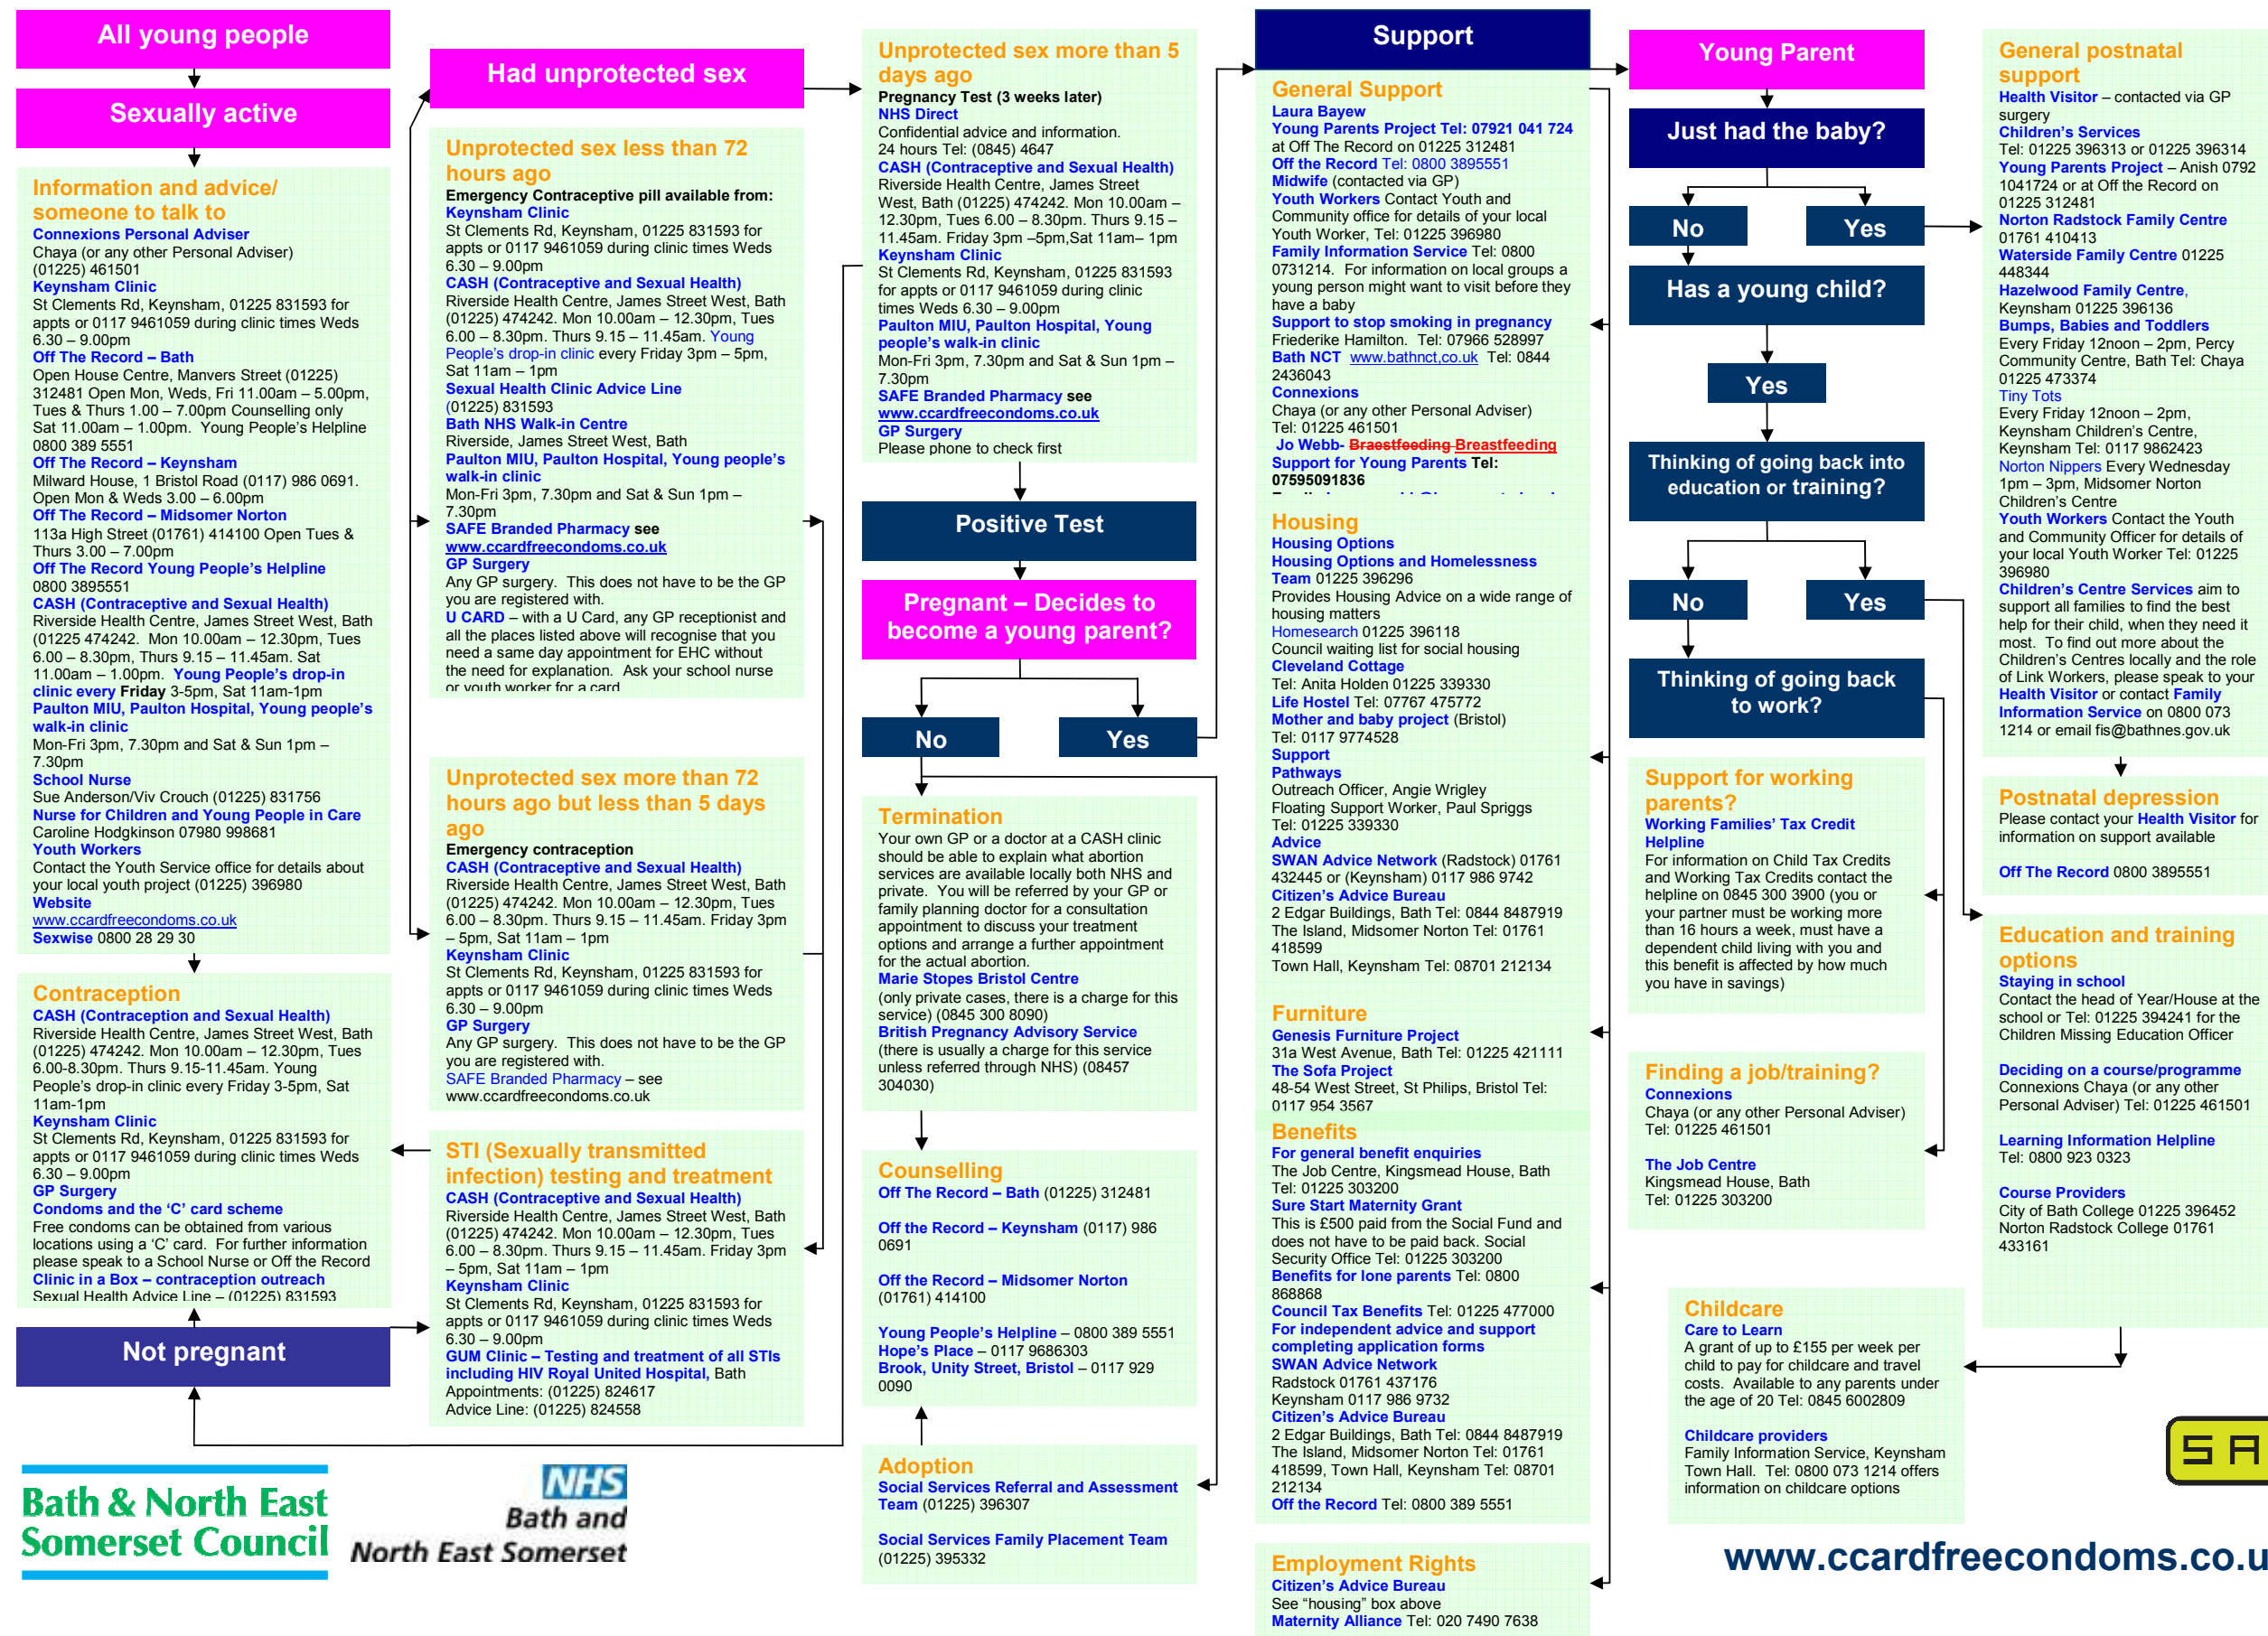 All young people
Sexually active
Information and advice/
someone to talk to
Connexions Personal Adviser
Chaya (or any other Personal Adviser)
(01225) 461501
Keynsham Clinic
St Clements Rd, Keynsham, 01225 831593 for
appts or 0117 9461059 during clinic times Weds
6.30 – 9.00pm
Off The Record – Bath
Open House Centre, Manvers Street (01225)
312481 Open Mon, Weds, Fri 11.00am – 5.00pm,
Tues & Thurs 1.00 – 7.00pm Counselling only
Sat 11.00am – 1.00pm. Young People's Helpline
0800 389 5551
Off The Record – Keynsham
Milward House, 1 Bristol Road (0117) 986 0691.
Open Mon & Weds 3.00 – 6.00pm
Off The Record – Midsomer Norton
113a High Street (01761) 414100 Open Tues &
Thurs 3.00 – 7.00pm
Off The Record Young People's Helpline
0800 3895551
CASH (Contraceptive and Sexual Health)
Riverside Health Centre, James Street West, Bath
(01225 474242. Mon 10.00am – 12.30pm, Tues
6.00 – 8.30pm, Thurs 9.15 – 11.45am. Sat
11.00am – 1.00pm. Young People's drop-in
clinic every Friday 3-5pm, Sat 11am-1pm
Paulton MIU, Paulton Hospital, Young people's
walk-in clinic
Mon-Fri 3pm, 7.30pm and Sat & Sun 1pm –
7.30pm
School Nurse
Sue Anderson/Viv Crouch (01225) 831756
Nurse for Children and Young People in Care
Caroline Hodgkinson 07980 998681
Youth Workers
Contact the Youth Service office for details about
your local youth project (01225) 396980
Website
www.ccardfreecondoms.co.uk
Sexwise 0800 28 29 30
Contraception
CASH (Contraception and Sexual Health)
Riverside Health Centre, James Street West, Bath
(01225) 474242. Mon 10.00am – 12.30pm, Tues
6.00-8.30pm. Thurs 9.15-11.45am. Young
People's drop-in clinic every Friday 3-5pm, Sat
11am-1pm
Keynsham Clinic
St Clements Rd, Keynsham, 01225 831593 for
appts or 0117 9461059 during clinic times Weds
6.30 – 9.00pm
GP Surgery
Condoms and the 'C' card scheme
Free condoms can be obtained from various
locations using a 'C' card. For further information
please speak to a School Nurse or Off the Record
Clinic in a Box – contraception outreach
Sexual Health Advice Line – (01225) 831593
Not pregnant
Bath & North East
Somerset Council
NHS
Bath and
North East Somerset
Had unprotected sex
Unprotected sex less than 72
hours ago
Emergency Contraceptive pill available from:
Keynsham Clinic
St Clements Rd, Keynsham, 01225 831593 for
appts or 0117 9461059 during clinic times Weds
6.30 – 9.00pm
CASH (Contraceptive and Sexual Health)
Riverside Health Centre, James Street West, Bath
(01225) 474242. Mon 10.00am – 12.30pm, Tues
6.00 – 8.30pm. Thurs 9.15 – 11.45am. Young
People's drop-in clinic every Friday 3pm – 5pm,
Sat 11am – 1pm
Sexual Health Clinic Advice Line
(01225) 831593
Bath NHS Walk-in Centre
Riverside, James Street West, Bath
Paulton MIU, Paulton Hospital, Young people's
walk-in clinic
Mon-Fri 3pm, 7.30pm and Sat & Sun 1pm –
7.30pm
SAFE Branded Pharmacy see
www.ccardfreecondoms.co.uk
GP Surgery
Any GP surgery. This does not have to be the GP
you are registered with.
U CARD – with a U Card, any GP receptionist and
all the places listed above will recognise that you
need a same day appointment for EHC without
the need for explanation. Ask your school nurse
or youth worker for a card
Unprotected sex more than 72
hours ago but less than 5 days
ago
Emergency contraception
CASH (Contraceptive and Sexual Health)
Riverside Health Centre, James Street West, Bath
(01225) 474242. Mon 10.00am – 12.30pm, Tues
6.00 – 8.30pm. Thurs 9.15 – 11.45am. Friday 3pm
– 5pm, Sat 11am – 1pm
Keynsham Clinic
St Clements Rd, Keynsham, 01225 831593 for
appts or 0117 9461059 during clinic times Weds
6.30 – 9.00pm
GP Surgery
Any GP surgery. This does not have to be the GP
you are registered with.
SAFE Branded Pharmacy – see
www.ccardfreecondoms.co.uk
STI (Sexually transmitted
infection) testing and treatment
CASH (Contraceptive and Sexual Health)
Riverside Health Centre, James Street West, Bath
(01225) 474242. Mon 10.00am – 12.30pm, Tues
6.00 – 8.30pm. Thurs 9.15 – 11.45am. Friday 3pm
– 5pm, Sat 11am – 1pm
Keynsham Clinic
St Clements Rd, Keynsham, 01225 831593 for
appts or 0117 9461059 during clinic times Weds
6.30 – 9.00pm
GUM Clinic – Testing and treatment of all STIs
including HIV Royal United Hospital, Bath
Appointments: (01225) 824617
Advice Line: (01225) 824558
Unprotected sex more than 5
days ago
Pregnancy Test (3 weeks later)
NHS Direct
Confidential advice and information.
24 hours Tel: (0845) 4647
CASH (Contraceptive and Sexual Health)
Riverside Health Centre, James Street
West, Bath (01225) 474242. Mon 10.00am –
12.30pm, Tues 6.00 – 8.30pm. Thurs 9.15 –
11.45am. Friday 3pm –5pm,Sat 11am– 1pm
Keynsham Clinic
St Clements Rd, Keynsham, 01225 831593
for appts or 0117 9461059 during clinic
times Weds 6.30 – 9.00pm
Paulton MIU, Paulton Hospital, Young
people's walk-in clinic
Mon-Fri 3pm, 7.30pm and Sat & Sun 1pm –
7.30pm
SAFE Branded Pharmacy see
www.ccardfreecondoms.co.uk
GP Surgery
Please phone to check first
Positive Test
Pregnant – Decides to
become a young parent?
No
Yes
Termination
Your own GP or a doctor at a CASH clinic
should be able to explain what abortion
services are available locally both NHS and
private. You will be referred by your GP or
family planning doctor for a consultation
appointment to discuss your treatment
options and arrange a further appointment
for the actual abortion.
Marie Stopes Bristol Centre
(only private cases, there is a charge for this
service) (0845 300 8090)
British Pregnancy Advisory Service
(there is usually a charge for this service
unless referred through NHS) (08457
304030)
Counselling
Off The Record – Bath (01225) 312481
Off the Record – Keynsham (0117) 986
0691
Off the Record – Midsomer Norton
(01761) 414100
Young People's Helpline – 0800 389 5551
Hope's Place – 0117 9686303
Brook, Unity Street, Bristol – 0117 929
0090
Adoption
Social Services Referral and Assessment
Team (01225) 396307
Social Services Family Placement Team
(01225) 395332
Support
General Support
Laura Bayew
Young Parents Project Tel: 07921 041 724
at Off The Record on 01225 312481
Off the Record Tel: 0800 3895551
Midwife (contacted via GP)
Youth Workers Contact Youth and
Community office for details of your local
Youth Worker, Tel: 01225 396980
Family Information Service Tel: 0800
0731214. For information on local groups a
young person might want to visit before they
have a baby
Support to stop smoking in pregnancy
Friederike Hamilton. Tel: 07966 528997
Bath NCT www.bathnct,co.uk Tel: 0844
2436043
Connexions
Chaya (or any other Personal Adviser)
Tel: 01225 461501
Jo Webb- Braestfeeding Breastfeeding
Support for Young Parents Tel:
07595091836
Housing
Housing Options
Housing Options and Homelessness
Team 01225 396296
Provides Housing Advice on a wide range of
housing matters
Homesearch 01225 396118
Council waiting list for social housing
Cleveland Cottage
Tel: Anita Holden 01225 339330
Life Hostel Tel: 07767 475772
Mother and baby project (Bristol)
Tel: 0117 9774528
Support
Pathways
Outreach Officer, Angie Wrigley
Floating Support Worker, Paul Spriggs
Tel: 01225 339330
Advice
SWAN Advice Network (Radstock) 01761
432445 or (Keynsham) 0117 986 9742
Citizen's Advice Bureau
2 Edgar Buildings, Bath Tel: 0844 8487919
The Island, Midsomer Norton Tel: 01761
418599
Town Hall, Keynsham Tel: 08701 212134
Furniture
Genesis Furniture Project
31a West Avenue, Bath Tel: 01225 421111
The Sofa Project
48-54 West Street, St Philips, Bristol Tel:
0117 954 3567
Benefits
For general benefit enquiries
The Job Centre, Kingsmead House, Bath
Tel: 01225 303200
Sure Start Maternity Grant
This is £500 paid from the Social Fund and
does not have to be paid back. Social
Security Office Tel: 01225 303200
Benefits for lone parents Tel: 0800
868868
Council Tax Benefits Tel: 01225 477000
For independent advice and support
completing application forms
SWAN Advice Network
Radstock 01761 437176
Keynsham 0117 986 9732
Citizen's Advice Bureau
2 Edgar Buildings, Bath Tel: 0844 8487919
The Island, Midsomer Norton Tel: 01761
418599, Town Hall, Keynsham Tel: 08701
212134
Off the Record Tel: 0800 389 5551
Employment Rights
Citizen's Advice Bureau
See "housing" box above
Maternity Alliance Tel: 020 7490 7638
Young Parent
Just had the baby?
No
Yes
Has a young child?
Yes
Thinking of going back into
education or training?
No
Yes
Thinking of going back
to work?
Support for working
parents?
Working Families' Tax Credit
Helpline
For information on Child Tax Credits
and Working Tax Credits contact the
helpline on 0845 300 3900 (you or
your partner must be working more
than 16 hours a week, must have a
dependent child living with you and
this benefit is affected by how much
you have in savings)
Finding a job/training?
Connexions
Chaya (or any other Personal Adviser)
Tel: 01225 461501
The Job Centre
Kingsmead House, Bath
Tel: 01225 303200
Childcare
Care to Learn
A grant of up to £155 per week per
child to pay for childcare and travel
costs. Available to any parents under
the age of 20 Tel: 0845 6002809
Childcare providers
Family Information Service, Keynsham
Town Hall. Tel: 0800 073 1214 offers
information on childcare options
General postnatal
support
Health Visitor – contacted via GP
surgery
Children's Services
Tel: 01225 396313 or 01225 396314
Young Parents Project – Anish 0792
1041724 or at Off the Record on
01225 312481
Norton Radstock Family Centre
01761 410413
Waterside Family Centre 01225
448344
Hazelwood Family Centre,
Keynsham 01225 396136
Bumps, Babies and Toddlers
Every Friday 12noon – 2pm, Percy
Community Centre, Bath Tel: Chaya
01225 473374
Tiny Tots
Every Friday 12noon – 2pm,
Keynsham Children's Centre,
Keynsham Tel: 0117 9862423
Norton Nippers Every Wednesday
1pm – 3pm, Midsomer Norton
Children's Centre
Youth Workers Contact the Youth
and Community Officer for details of
your local Youth Worker Tel: 01225
396980
Children's Centre Services aim to
support all families to find the best
help for their child, when they need it
most. To find out more about the
Children's Centres locally and the role
of Link Workers, please speak to your
Health Visitor or contact Family
Information Service on 0800 073
1214 or email fis@bathnes.gov.uk
Postnatal depression
Please contact your Health Visitor for
information on support available
Off The Record 0800 3895551
Education and training
options
Staying in school
Contact the head of Year/House at the
school or Tel: 01225 394241 for the
Children Missing Education Officer
Deciding on a course/programme
Connexions Chaya (or any other
Personal Adviser) Tel: 01225 461501
Learning Information Helpline
Tel: 0800 923 0323
Course Providers
City of Bath College 01225 396452
Norton Radstock College 01761
433161
SA
www.ccardfreecondoms.co.u